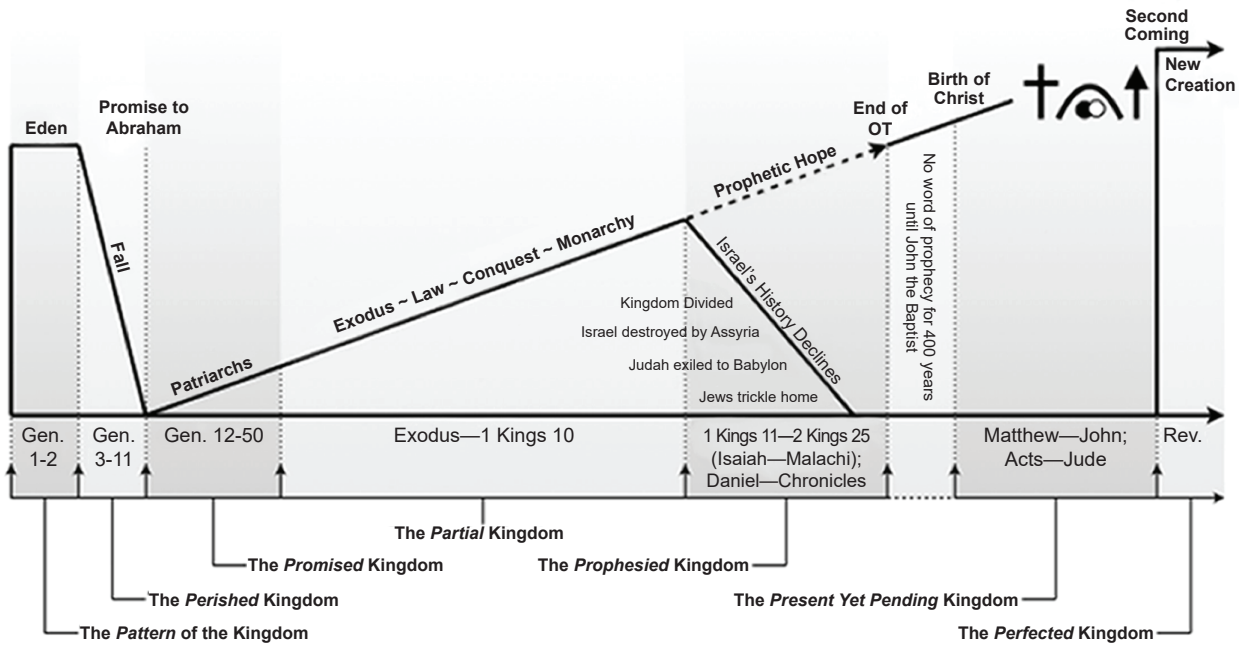 Second
Coming
New
Creation
Birth of
Christ
End of
OT
Promise to
Abraham
Eden
Fall
Patriarchs
Exodus ~ Law ~ Conquest ~ Monarchy
Prophetic Hope
Israel's History Declines
Kingdom Divided
Israel destroyed by Assyria
Judah exiled to Babylon
Jews trickle home
No word of prophecy for 400 years
until John the Baptist
Gen.
1-2
Gen.
3-11
Gen. 12-50
Exodus—1 Kings 10
1 Kings 11—2 Kings 25
(Isaiah—Malachi);
Daniel—Chronicles
Matthew—John;
Acts—Jude
Rev.
The Partial Kingdom
The Promised Kingdom
The Prophesied Kingdom
The Perished Kingdom
The Present Yet Pending Kingdom
The Pattern of the Kingdom
The Perfected Kingdom